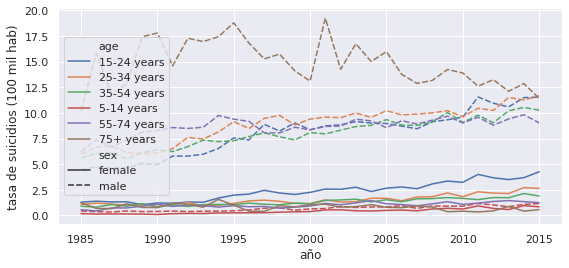 20.0
17.5
15.0
12.5
10.0
7.5
5.0
2.5
0.0
tasa de suicidios (100 mil hab)
age
15-24 years
25-34 years
35-54 years
5-14 years
55-74 years
75+ years
sex
female
male
1985
1990
1995
2000
2005
2010
2015
año